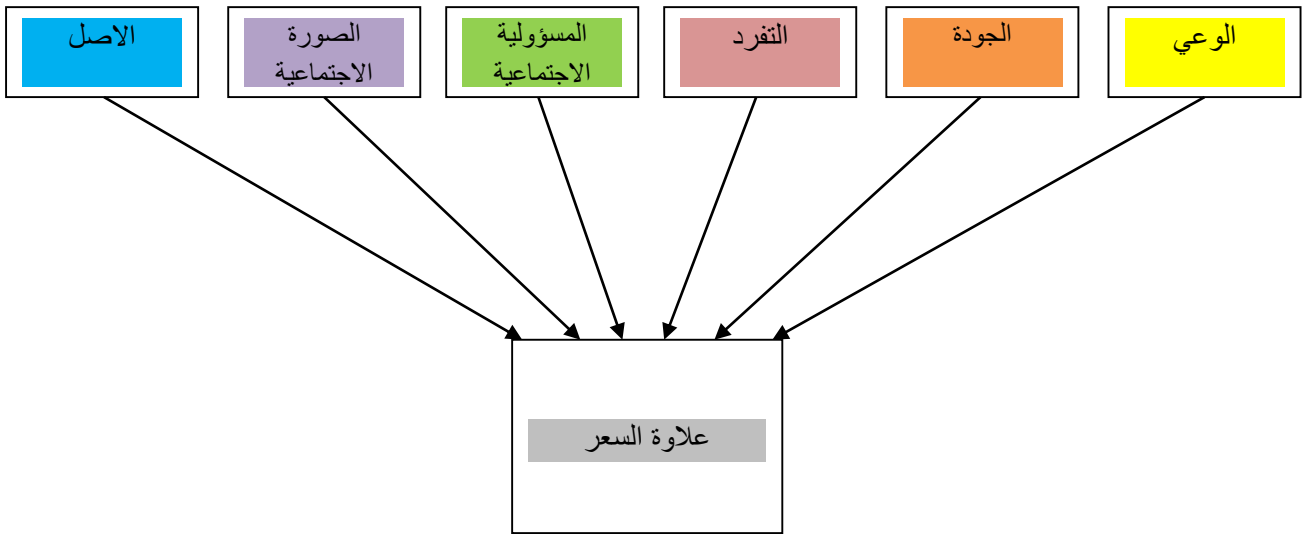 الوعي
الجودة
التفرد
المسؤولية
الاجتماعية
الصورة
الاجتماعية
الاصل
علاوة السعر